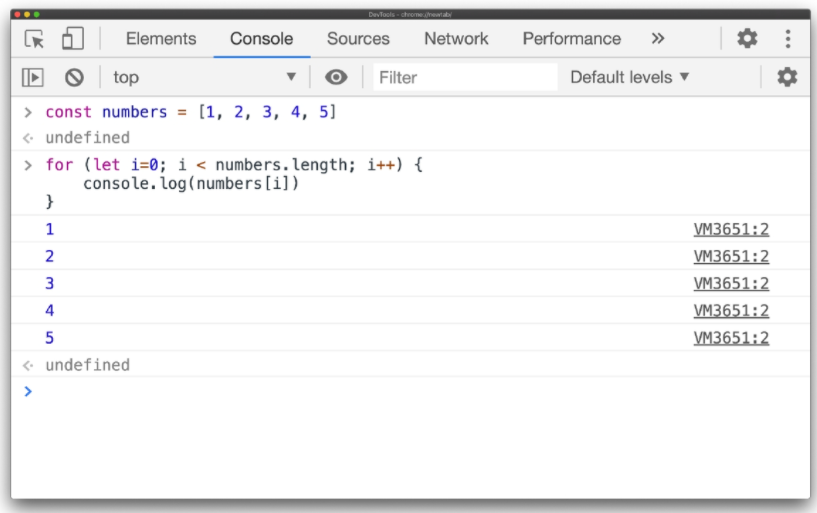 DevTools - chrome://newtab/
Elements Console Sources Network Performance »
top ▼ Filter Default levels ▼
> const numbers = [1, 2, 3, 4, 5]
<· undefined
> for (let i=0; i < numbers.length; i++) {
console.log(numbers[i])
}
1 VM3651:2
2 VM3651:2
3 VM3651:2
4 VM3651:2
5 VM3651:2
<· undefined
>